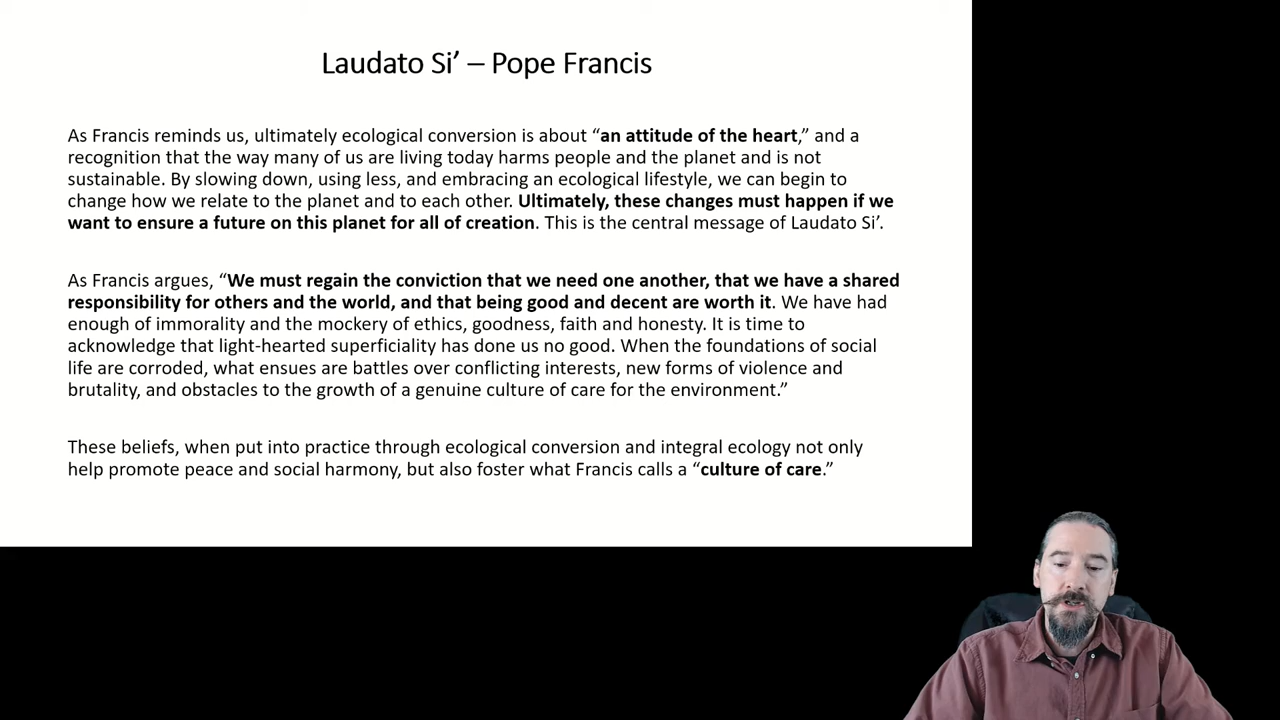 Laudato Si’ – Pope Francis
As Francis reminds us, ultimately ecological conversion is about “an attitude of the heart,” and a
recognition that the way many of us are living today harms people and the planet and is not
sustainable. By slowing down, using less, and embracing an ecological lifestyle, we can begin to
change how we relate to the planet and to each other. Ultimately, these changes must happen if we
want to ensure a future on this planet for all of creation. This is the central message of Laudato Si’.
As Francis argues, “We must regain the conviction that we need one another, that we have a shared
responsibility for others and the world, and that being good and decent are worth it. We have had
enough of immorality and the mockery of ethics, goodness, faith and honesty. It is time to
acknowledge that light-hearted superficiality has done us no good. When the foundations of social
life are corroded, what ensues are battles over conflicting interests, new forms of violence and
brutality, and obstacles to the growth of a genuine culture of care for the environment.”
These beliefs, when put into practice through ecological conversion and integral ecology not only
help promote peace and social harmony, but also foster what Francis calls a “culture of care.”